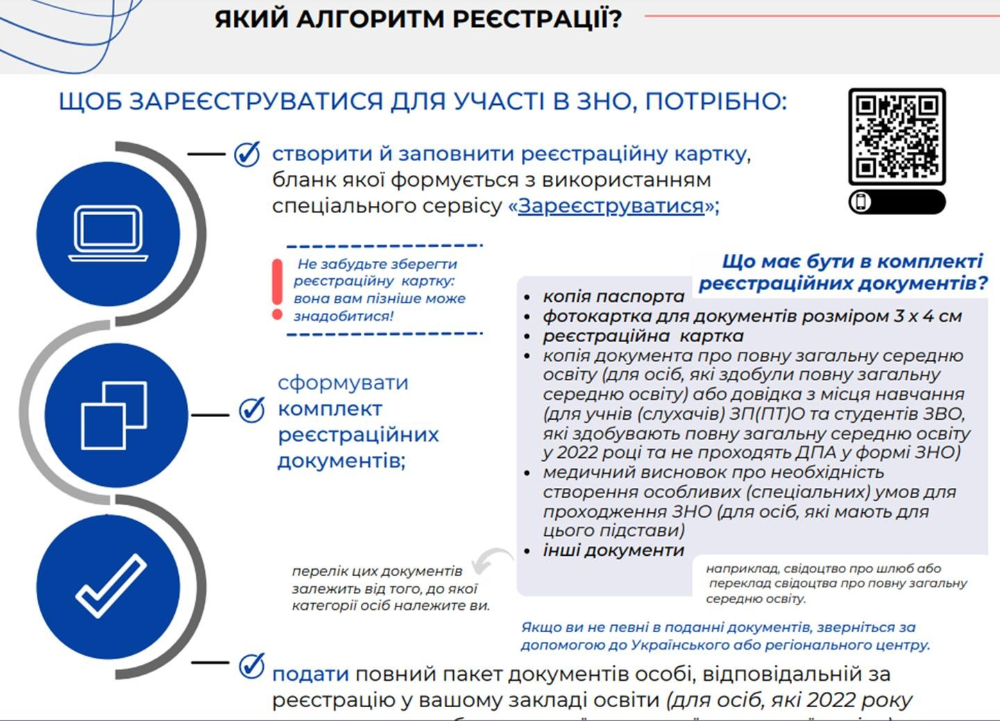 ЯКИЙ АЛГОРИТМ РЕЄСТРАЦІЇ?
ЩОБ ЗАРЕЄСТРУВАТИСЯ ДЛЯ УЧАСТІ В ЗНО, ПОТРІБНО:
створити й заповнити реєстраційну картку,
бланк якої формується з використанням
спеціального сервісу «Зареєструватися»;
Не забудьте зберегти
реєстраційну картку:
вона вам пізніше може
знадобитися!
сформувати
комплект
реєстраційних
документів;
Що має бути в комплекті
реєстраційних документів?
• копія паспорта
• фотокартка для документів розміром 3 х 4 см
• реєстраційна картка
• копія документа про повну загальну середню
освіту (для осіб, які здобули повну загальну
середню освіту) або довідка з місця навчання
(для учнів (слухачів) ЗП(ПТ)О та студентів ЗВО,
які здобувають повну загальну середню освіту
у 2022 році та не проходять ДПА у формі ЗНО)
• медичний висновок про необхідність
створення особливих (спеціальних) умов для
проходження ЗНО (для осіб, які мають для
цього підстави)
• інші документи
перелік цих документів
залежить від того, до якої
категорії осіб належите ви.
наприклад, свідоцтво про шлюб або
переклад свідоцтва про повну загальну
середню освіту.
Якщо ви не певні в поданні документів, зверніться за
допомогою до Українського або регіонального центру.
подати повний пакет документів особі, відповідальній за
реєстрацію у вашому закладі освіти (для осіб, які 2022 року